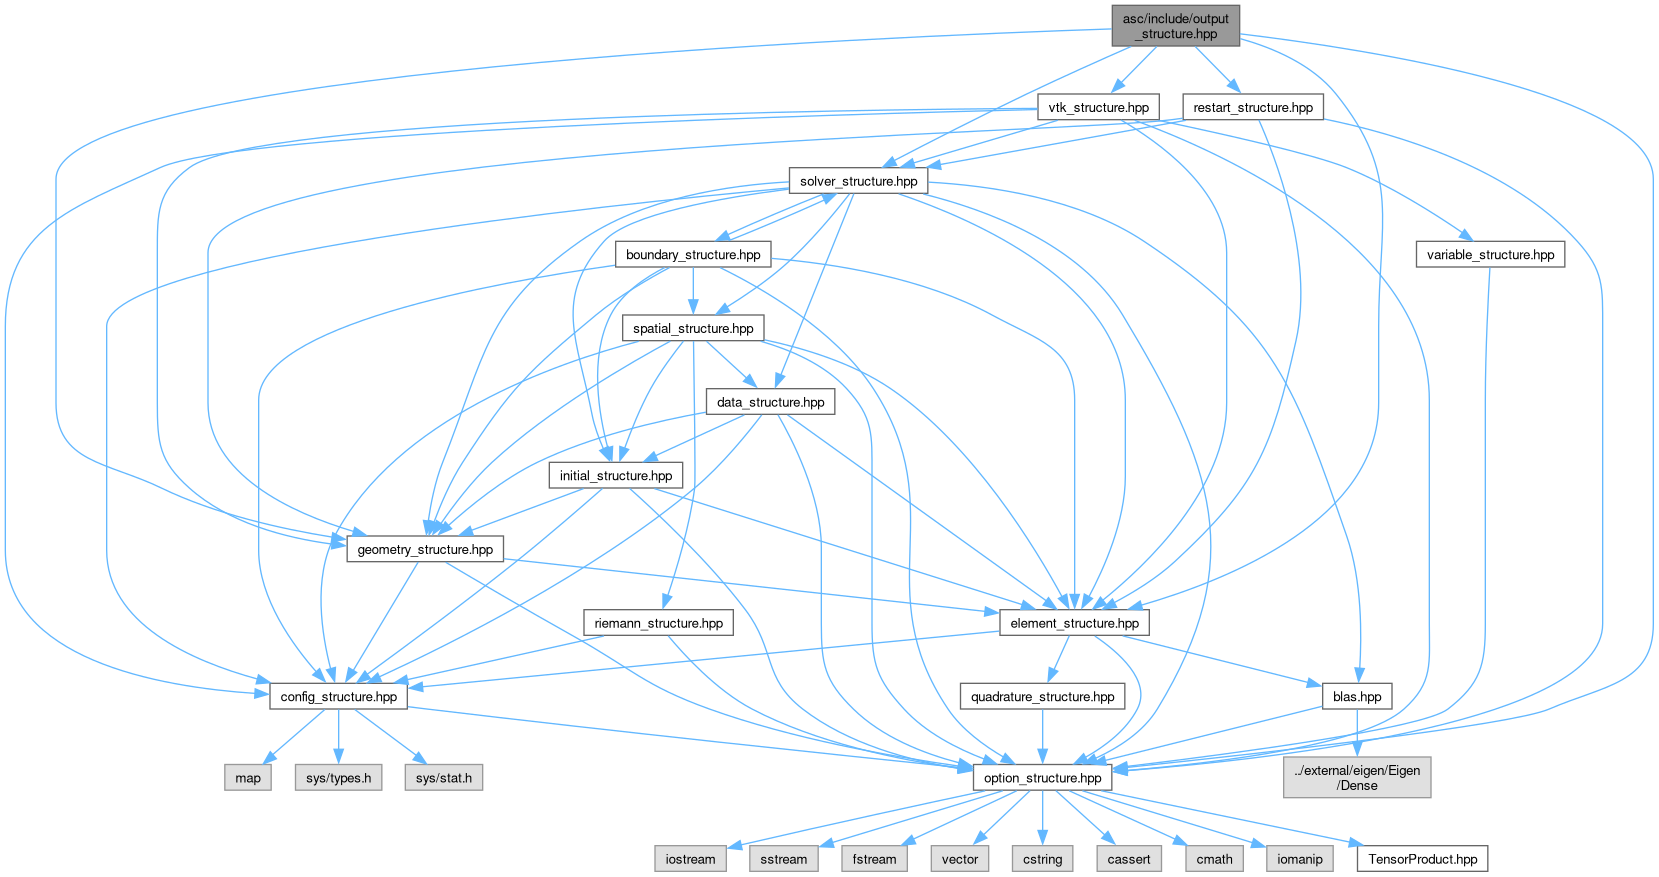 asc/include/output
_structure.hpp
vtk_structure.hpp
restart_structure.hpp
solver_structure.hpp
boundary_structure.hpp
variable_structure.hpp
spatial_structure.hpp
data_structure.hpp
initial_structure.hpp
geometry_structure.hpp
riemann_structure.hpp
element_structure.hpp
config_structure.hpp
quadrature_structure.hpp
blas.hpp
map
sys/types.h
sys/stat.h
option_structure.hpp
../external/eigen/Eigen
/Dense
iostream
sstream
fstream
vector
cstring
cassert
cmath
iomanip
TensorProduct.hpp